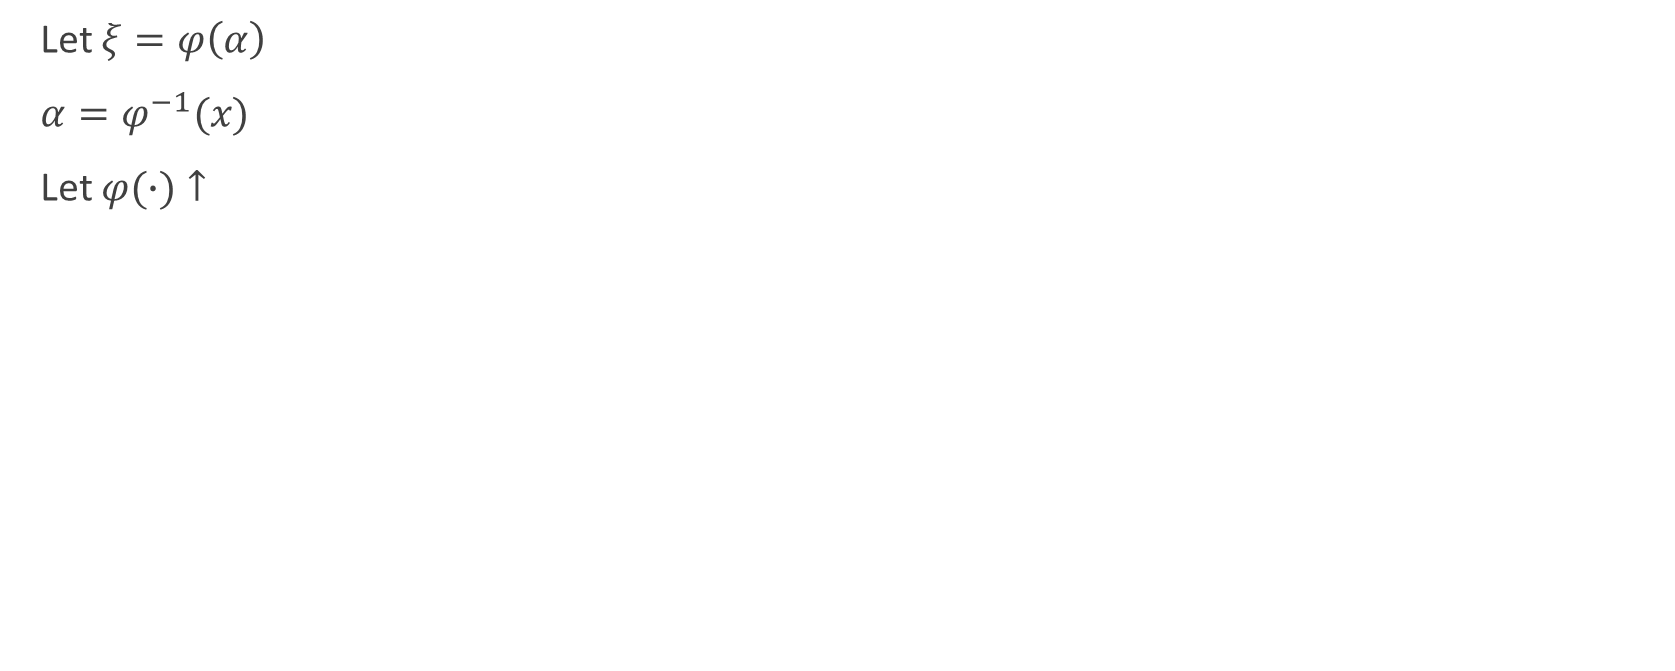 Let ξ = φ(α)
α = φ⁻¹(x)
Let φ(·) ↑